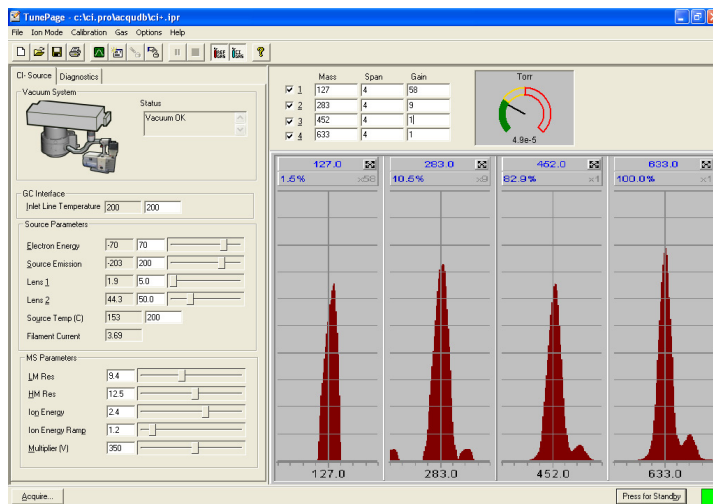 TunePage - c:\ci.pro\acqudb\ci+.ipr
File Ion Mode Calibration Gas Options Help
CI- Source Diagnostics
Vacuum System
Status
Vacuum OK
GC Interface
Inlet Line Temperature 200 200
Source Parameters
Electron Energy -70 70
Source Emission -203 200
Lens 1 1.9 5.0
Lens 2 44.3 50.0
Source Temp (C) 153 200
Filament Current 3.69
MS Parameters
LM Res 9.4
HM Res 12.5
Ion Energy 2.4
Ion Energy Ramp 1.2
Multiplier (V) 350
Mass Span Gain
1 127 4 58
2 283 4 9
3 452 4 1
4 633 4 1
Torr
4.9e-5
127.0 283.0 452.0 633.0
1.5% x58 10.5% x9 82.9% x1 100.0% x1
127.0 283.0 452.0 633.0
Acquire... Press for Standby